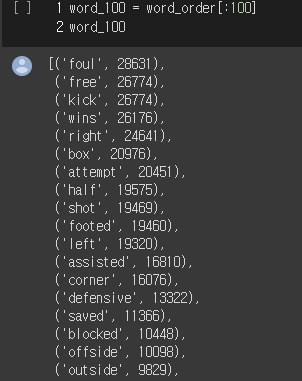 [ ] 1 word_100 = word_order[:100]
2 word_100
[('foul', 28631),
('free', 26774),
('kick', 26774),
('wins', 26176),
('right', 24641),
('box', 20976),
('attempt', 20451),
('half', 19575),
('shot', 19469),
('footed', 19460),
('left', 19320),
('assisted', 16810),
('corner', 16076),
('defensive', 13322),
('saved', 11366),
('blocked', 10448),
('offside', 10098),
('outside', 9829),